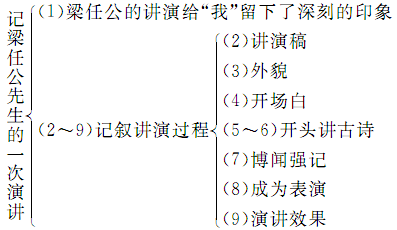 记梁任公先生的一次演讲
(1)梁任公的讲演给“我”留下了深刻的印象
(2～9)记叙讲演过程
(2)讲演稿
(3)外貌
(4)开场白
(5～6)开头讲古诗
(7)博闻强记
(8)成为表演
(9)演讲效果